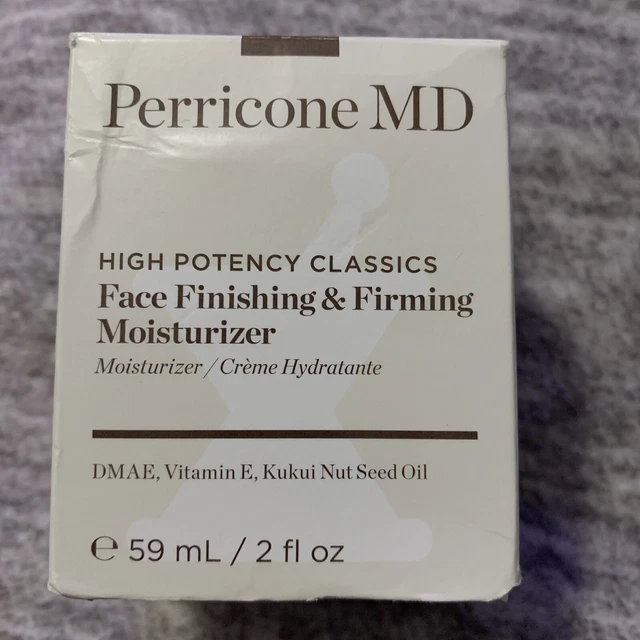 Perricone MD
HIGH POTENCY CLASSICS
Face Finishing & Firming
Moisturizer
Moisturizer / Crème Hydratante
DMAE, Vitamin E, Kukui Nut Seed Oil
℮ 59 mL / 2 fl oz